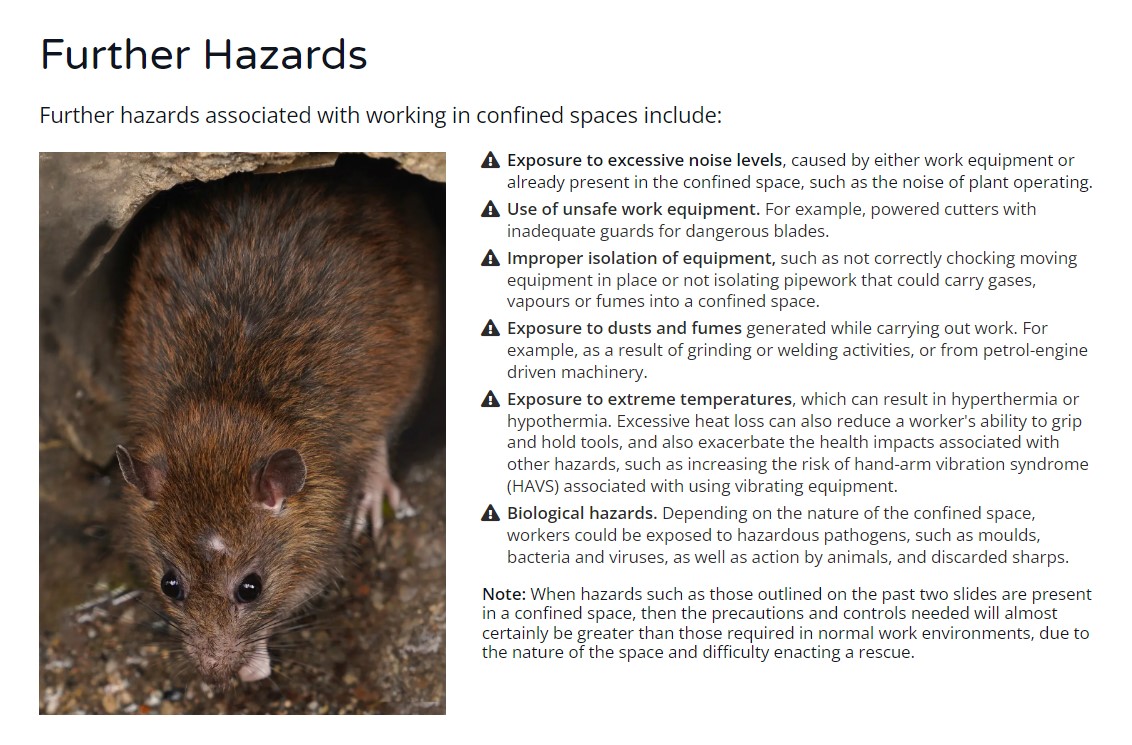 Further Hazards
Further hazards associated with working in confined spaces include:
Exposure to excessive noise levels, caused by either work equipment or
already present in the confined space, such as the noise of plant operating.
Use of unsafe work equipment. For example, powered cutters with
inadequate guards for dangerous blades.
Improper isolation of equipment, such as not correctly chocking moving
equipment in place or not isolating pipework that could carry gases,
vapours or fumes into a confined space.
Exposure to dusts and fumes generated while carrying out work. For
example, as a result of grinding or welding activities, or from petrol-engine
driven machinery.
Exposure to extreme temperatures, which can result in hyperthermia or
hypothermia. Excessive heat loss can also reduce a worker's ability to grip
and hold tools, and also exacerbate the health impacts associated with
other hazards, such as increasing the risk of hand-arm vibration syndrome
(HAVS) associated with using vibrating equipment.
Biological hazards. Depending on the nature of the confined space,
workers could be exposed to hazardous pathogens, such as moulds,
bacteria and viruses, as well as action by animals, and discarded sharps.
Note: When hazards such as those outlined on the past two slides are present
in a confined space, then the precautions and controls needed will almost
certainly be greater than those required in normal work environments, due to
the nature of the space and difficulty enacting a rescue.